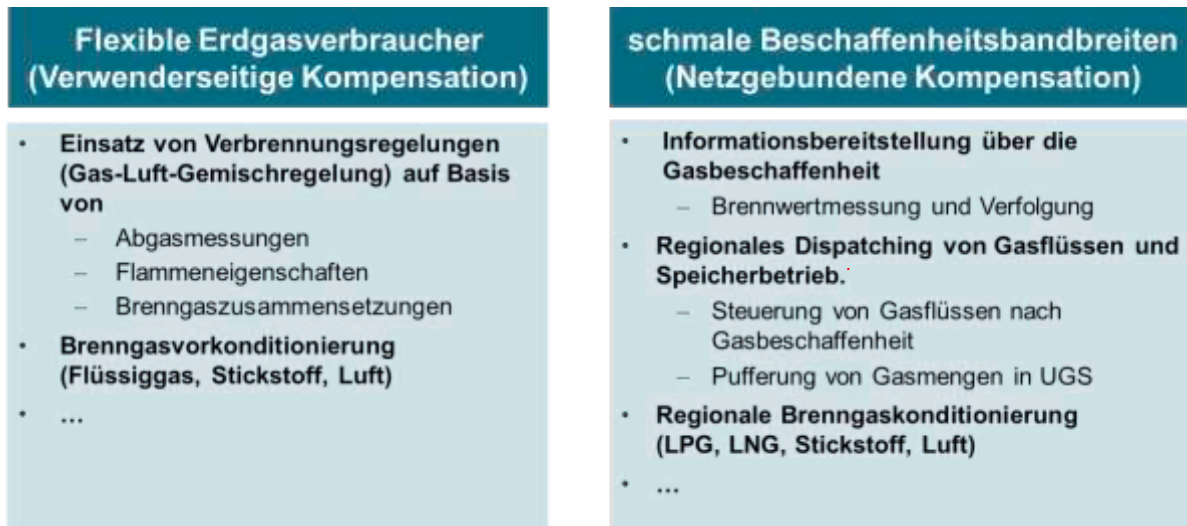 Flexible Erdgasverbraucher
(Verwenderseitige Kompensation)
• Einsatz von Verbrennungsregelungen
(Gas-Luft-Gemischregelung) auf Basis
von
– Abgasmessungen
– Flammeneigenschaften
– Brenngaszusammensetzungen
• Brenngasvorkonditionierung
(Flüssiggas, Stickstoff, Luft)
• ...
schmale Beschaffenheitsbandbreiten
(Netzgebundene Kompensation)
• Informationsbereitstellung über die
Gasbeschaffenheit
– Brennwertmessung und Verfolgung
• Regionales Dispatching von Gasflüssen und
Speicherbetrieb.
– Steuerung von Gasflüssen nach
Gasbeschaffenheit
– Pufferung von Gasmengen in UGS
• Regionale Brenngaskonditionierung
(LPG, LNG, Stickstoff, Luft)
• ...